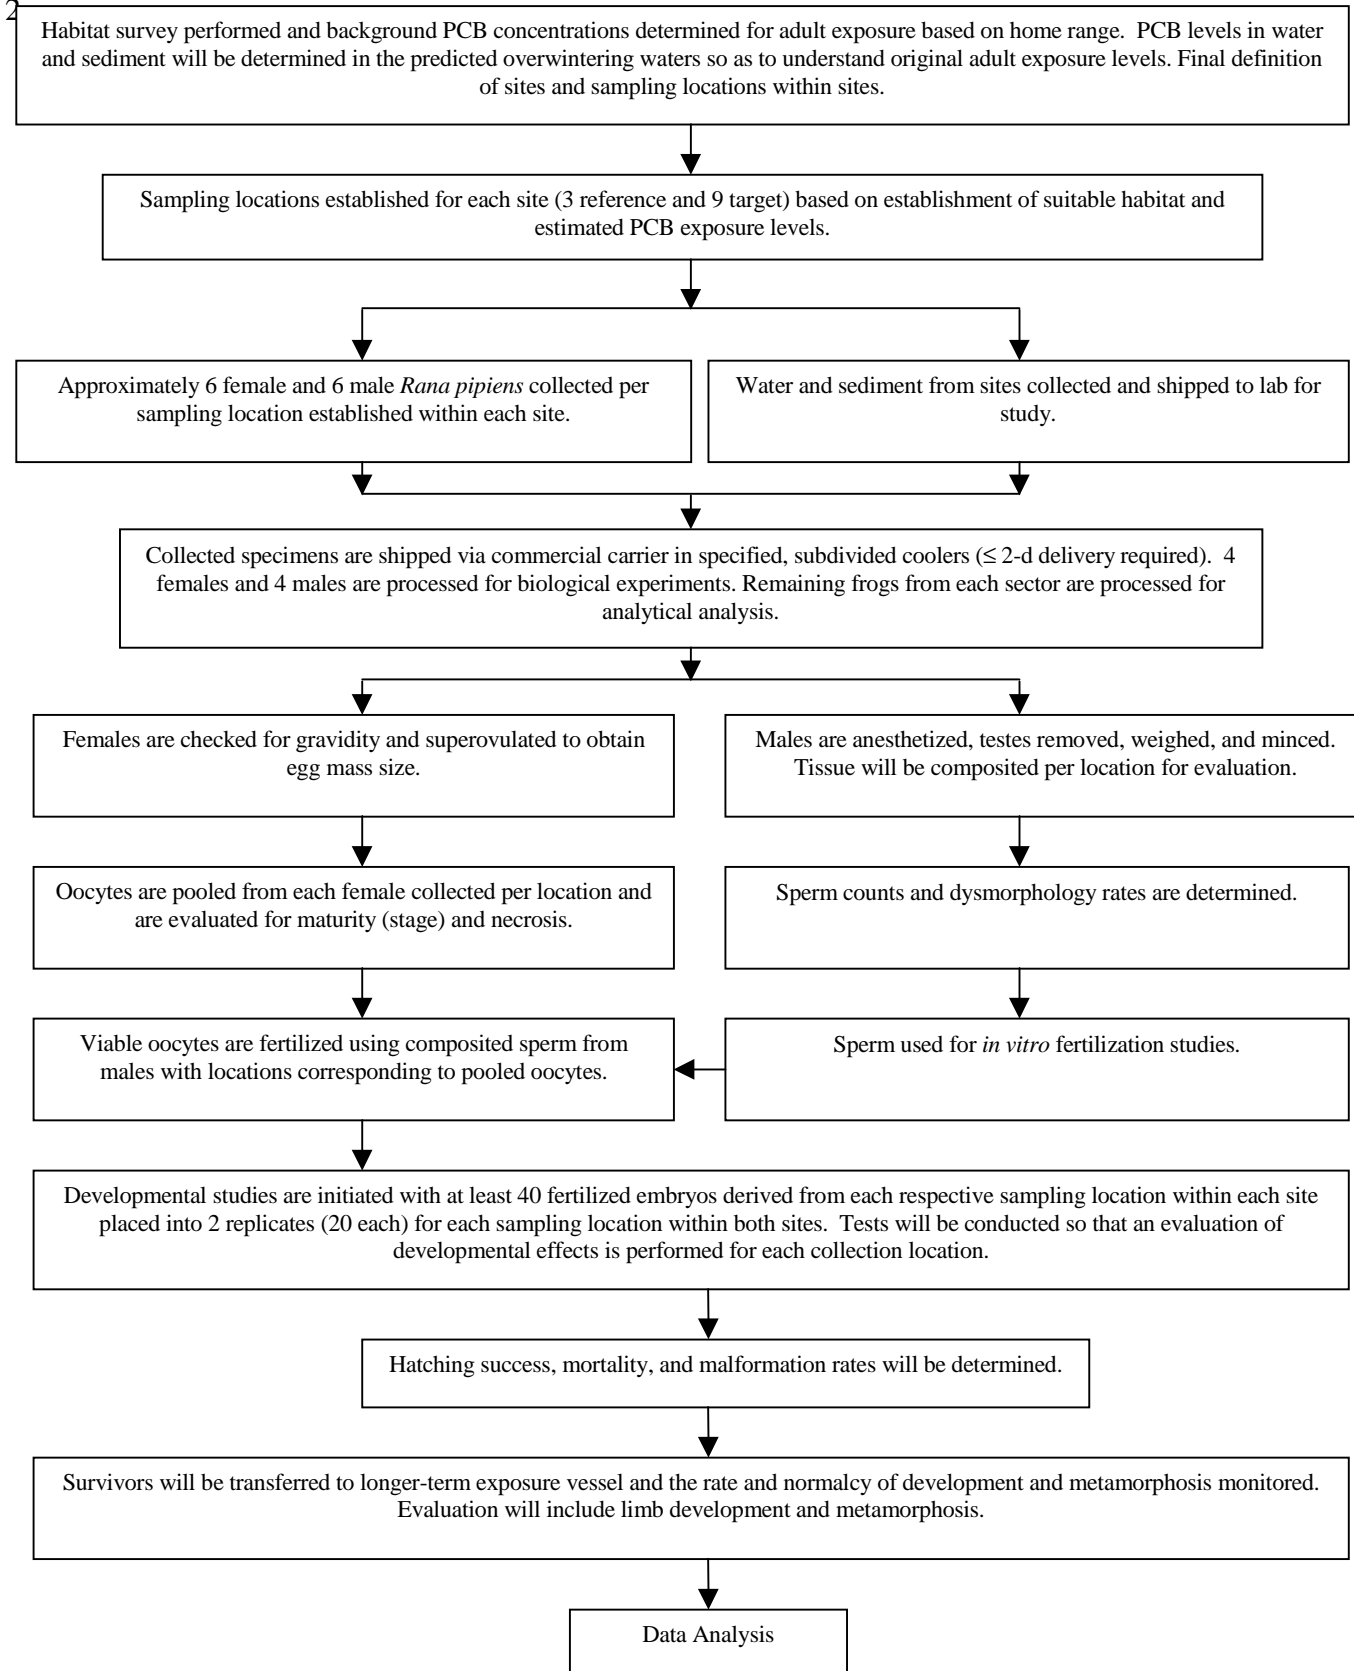 2
Habitat survey performed and background PCB concentrations determined for adult exposure based on home range.  PCB levels in water
and sediment will be determined in the predicted overwintering waters so as to understand original adult exposure levels. Final definition
of sites and sampling locations within sites.
Sampling locations established for each site (3 reference and 9 target) based on establishment of suitable habitat and
estimated PCB exposure levels.
Approximately 6 female and 6 male Rana pipiens collected per
sampling location established within each site.
Water and sediment from sites collected and shipped to lab for
study.
Collected specimens are shipped via commercial carrier in specified, subdivided coolers (≤ 2-d delivery required).  4
females and 4 males are processed for biological experiments. Remaining frogs from each sector are processed for
analytical analysis.
Females are checked for gravidity and superovulated to obtain
egg mass size.
Males are anesthetized, testes removed, weighed, and minced.
Tissue will be composited per location for evaluation.
Oocytes are pooled from each female collected per location and
are evaluated for maturity (stage) and necrosis.
Sperm counts and dysmorphology rates are determined.
Viable oocytes are fertilized using composited sperm from
males with locations corresponding to pooled oocytes.
Sperm used for in vitro fertilization studies.
Developmental studies are initiated with at least 40 fertilized embryos derived from each respective sampling location within each site
placed into 2 replicates (20 each) for each sampling location within both sites.  Tests will be conducted so that an evaluation of
developmental effects is performed for each collection location.
Hatching success, mortality, and malformation rates will be determined.
Survivors will be transferred to longer-term exposure vessel and the rate and normalcy of development and metamorphosis monitored.
Evaluation will include limb development and metamorphosis.
Data Analysis